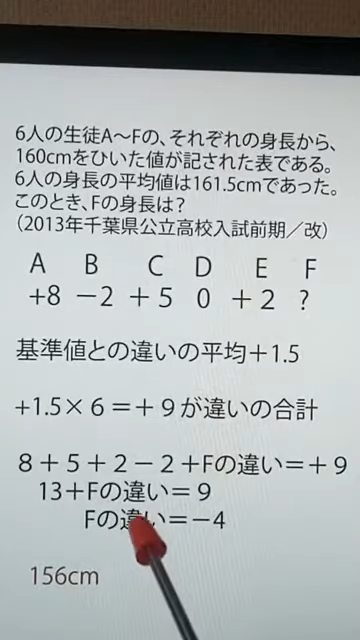 6人の生徒A～Fの、それぞれの身長から、
160cmをひいた値が記された表である。
6人の身長の平均値は161.5cmであった。
このとき、Fの身長は？
（2013年千葉県公立高校入試前期／改）
A B C D E F
+8 −2 +5 0 +2 ?
基準値との違いの平均＋1.5
+1.5×6＝＋9が違いの合計
8＋5＋2－2＋Fの違い＝＋9
13＋Fの違い＝9
Fの違い＝－4
156cm